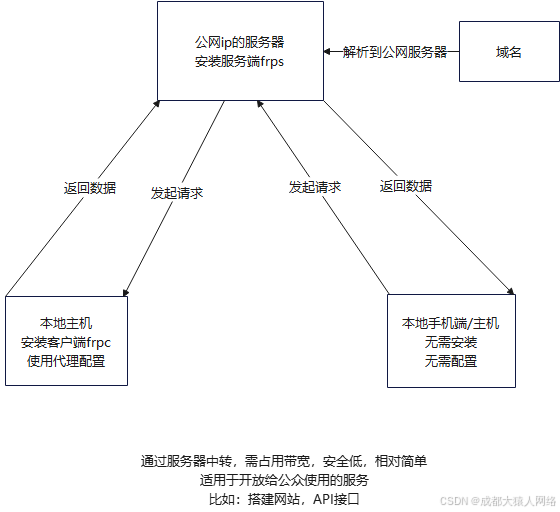 公网ip的服务器
安装服务端frps
解析到公网服务器
域名
返回数据
发起请求
发起请求
返回数据
本地主机
安装客户端frpc
使用代理配置
本地手机端/主机
无需安装
无需配置
通过服务器中转，需占用带宽，安全低，相对简单
适用于开放给公众使用的服务
比如：搭建网站，API接口
CSDN @成都大狼人网络